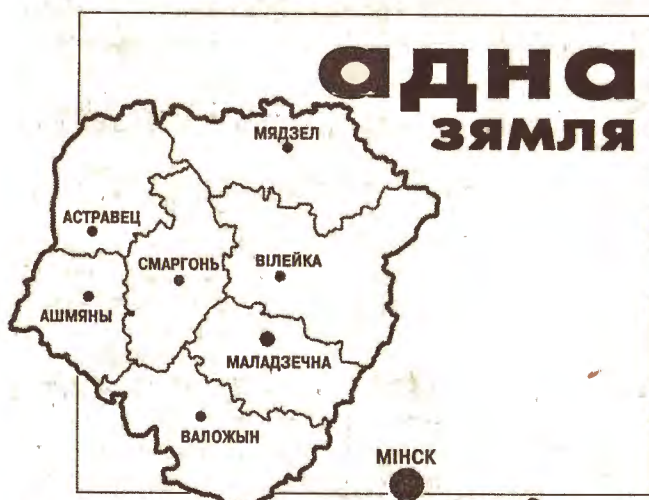 адна
ЗЯМЛЯ
МЯДЗЕЛ
АСТРАВЕЦ
СМАРГОНЬ
ВІЛЕЙКА
АШМЯНЫ
МАЛАДЗЕЧНА
ВАЛОЖЫН
МІНСК